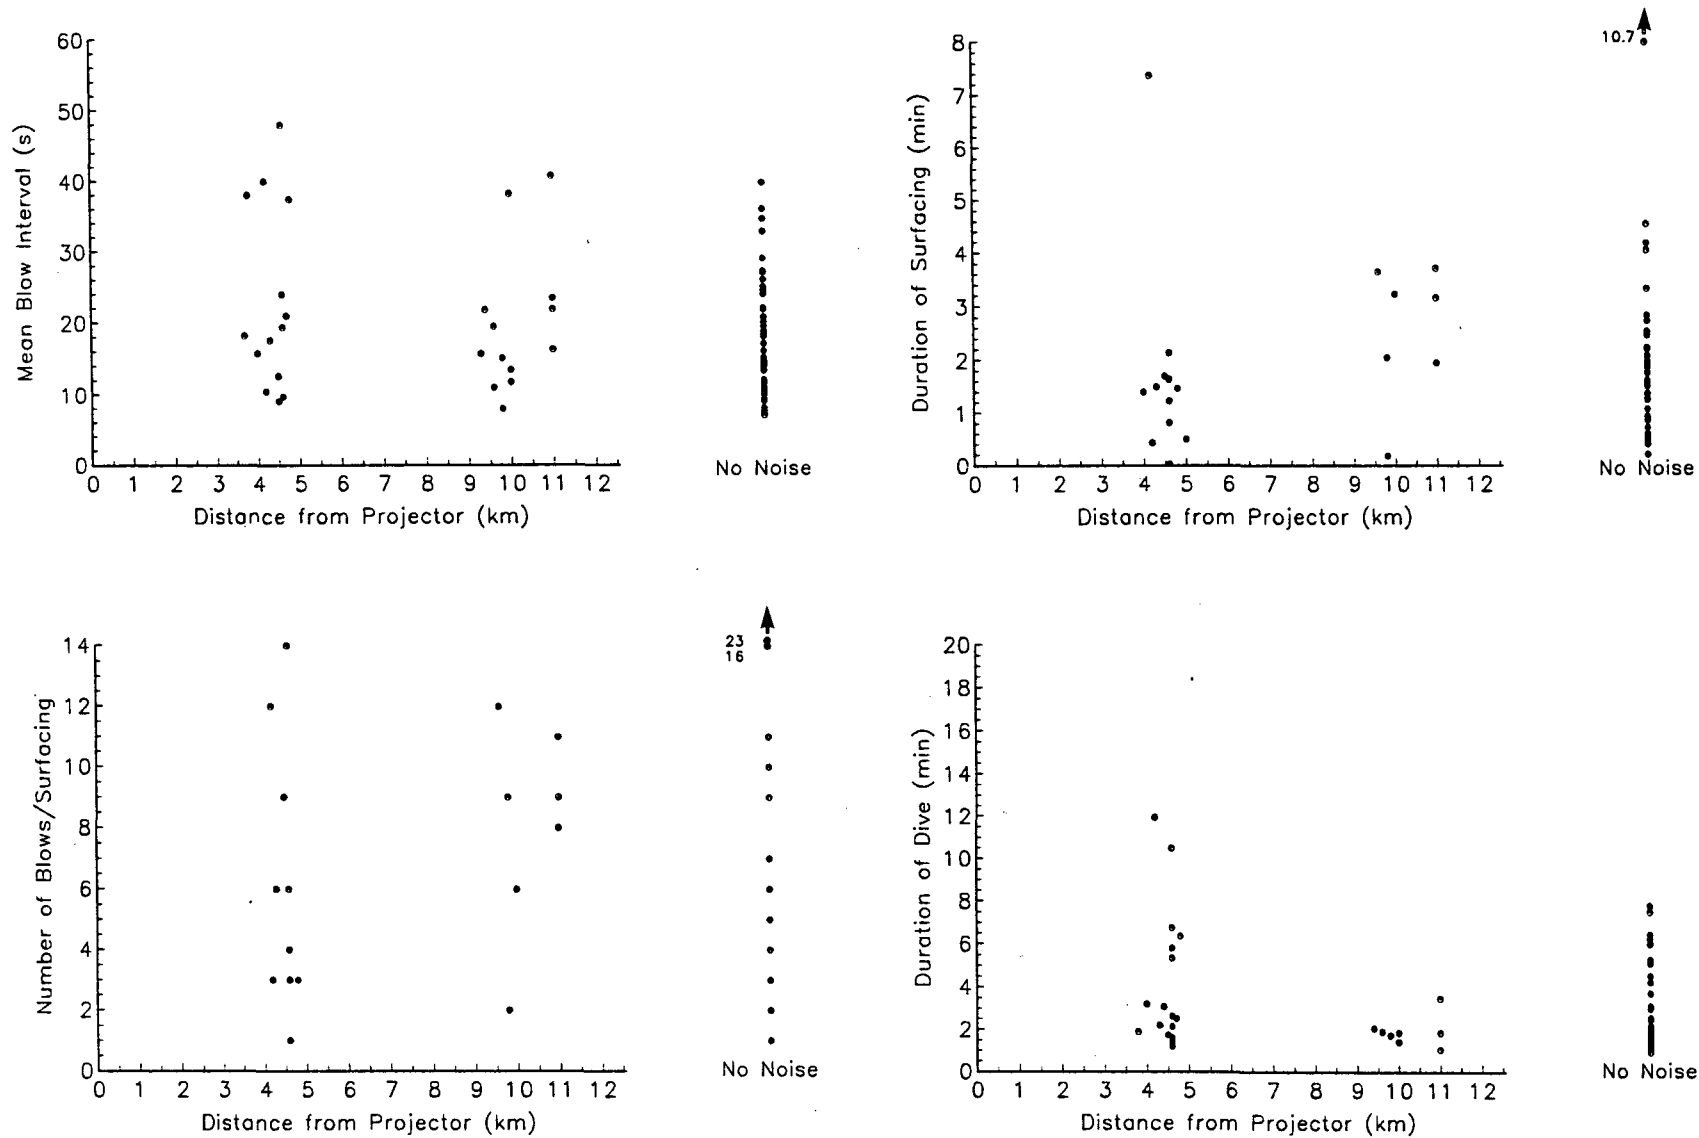 Mean Blow Interval (s)
60
50
40
30
20
10
0
0 1 2 3 4 5 6 7 8 9 10 11 12
Distance from Projector (km)
No Noise
Duration of Surfacing (min)
8
7
6
5
4
3
2
1
0
0 1 2 3 4 5 6 7 8 9 10 11 12
Distance from Projector (km)
10.7
No Noise
Number of Blows/Surfacing
14
12
10
8
6
4
2
0
0 1 2 3 4 5 6 7 8 9 10 11 12
Distance from Projector (km)
23
16
No Noise
Duration of Dive (min)
20
18
16
14
12
10
8
6
4
2
0
0 1 2 3 4 5 6 7 8 9 10 11 12
Distance from Projector (km)
No Noise